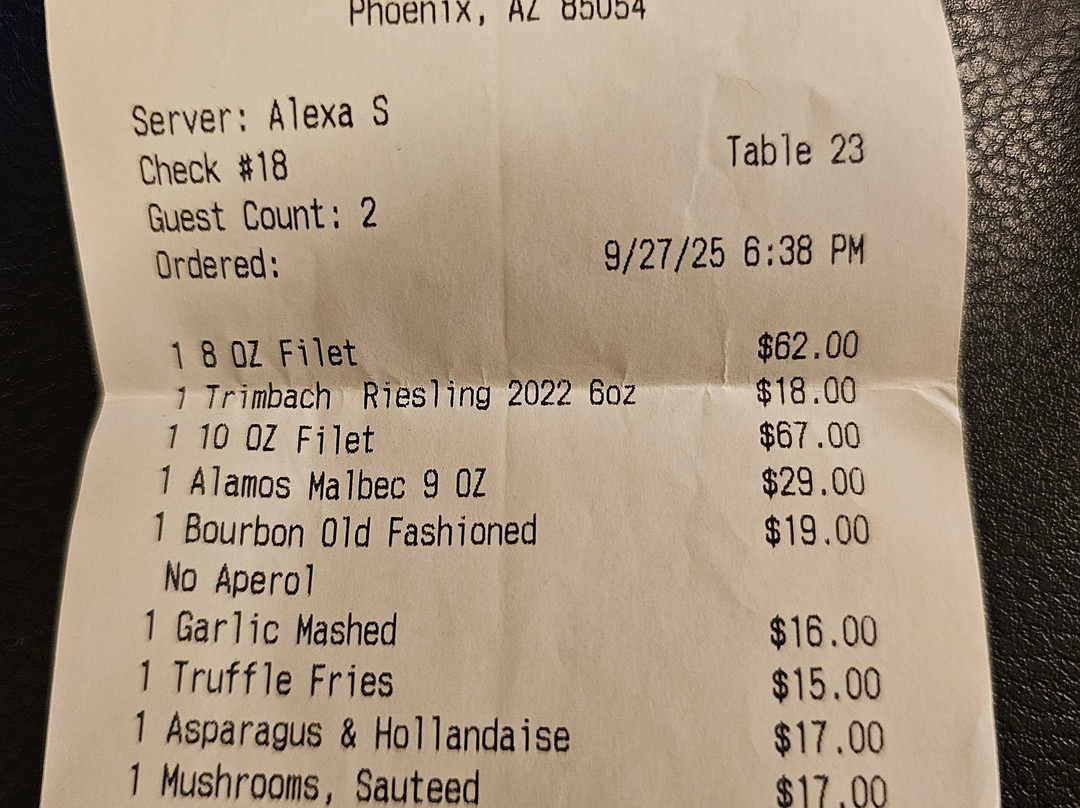 Phoenix, AZ 85054
Server: Alexa S
Check #18 Table 23
Guest Count: 2
Ordered: 9/27/25 6:38 PM
1 8 OZ Filet $62.00
1 Trimbach Riesling 2022 6oz $18.00
1 10 OZ Filet $67.00
1 Alamos Malbec 9 OZ $29.00
1 Bourbon Old Fashioned $19.00
No Aperol
1 Garlic Mashed $16.00
1 Truffle Fries $15.00
1 Asparagus & Hollandaise $17.00
1 Mushrooms, Sauteed $17.00